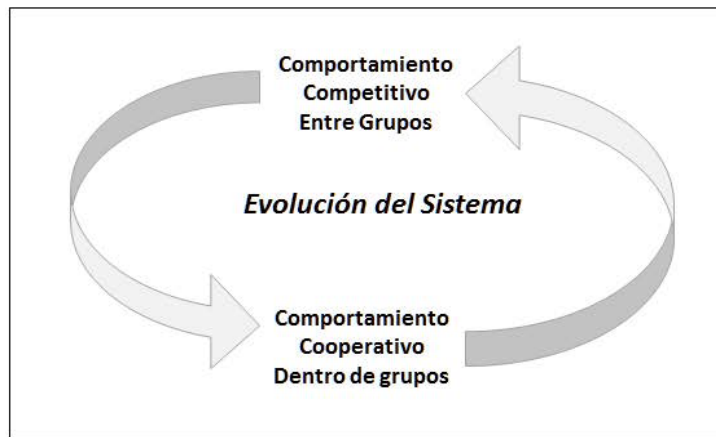 Comportamiento
Competitivo
Entre Grupos
Evolución del Sistema
Comportamiento
Cooperativo
Dentro de grupos